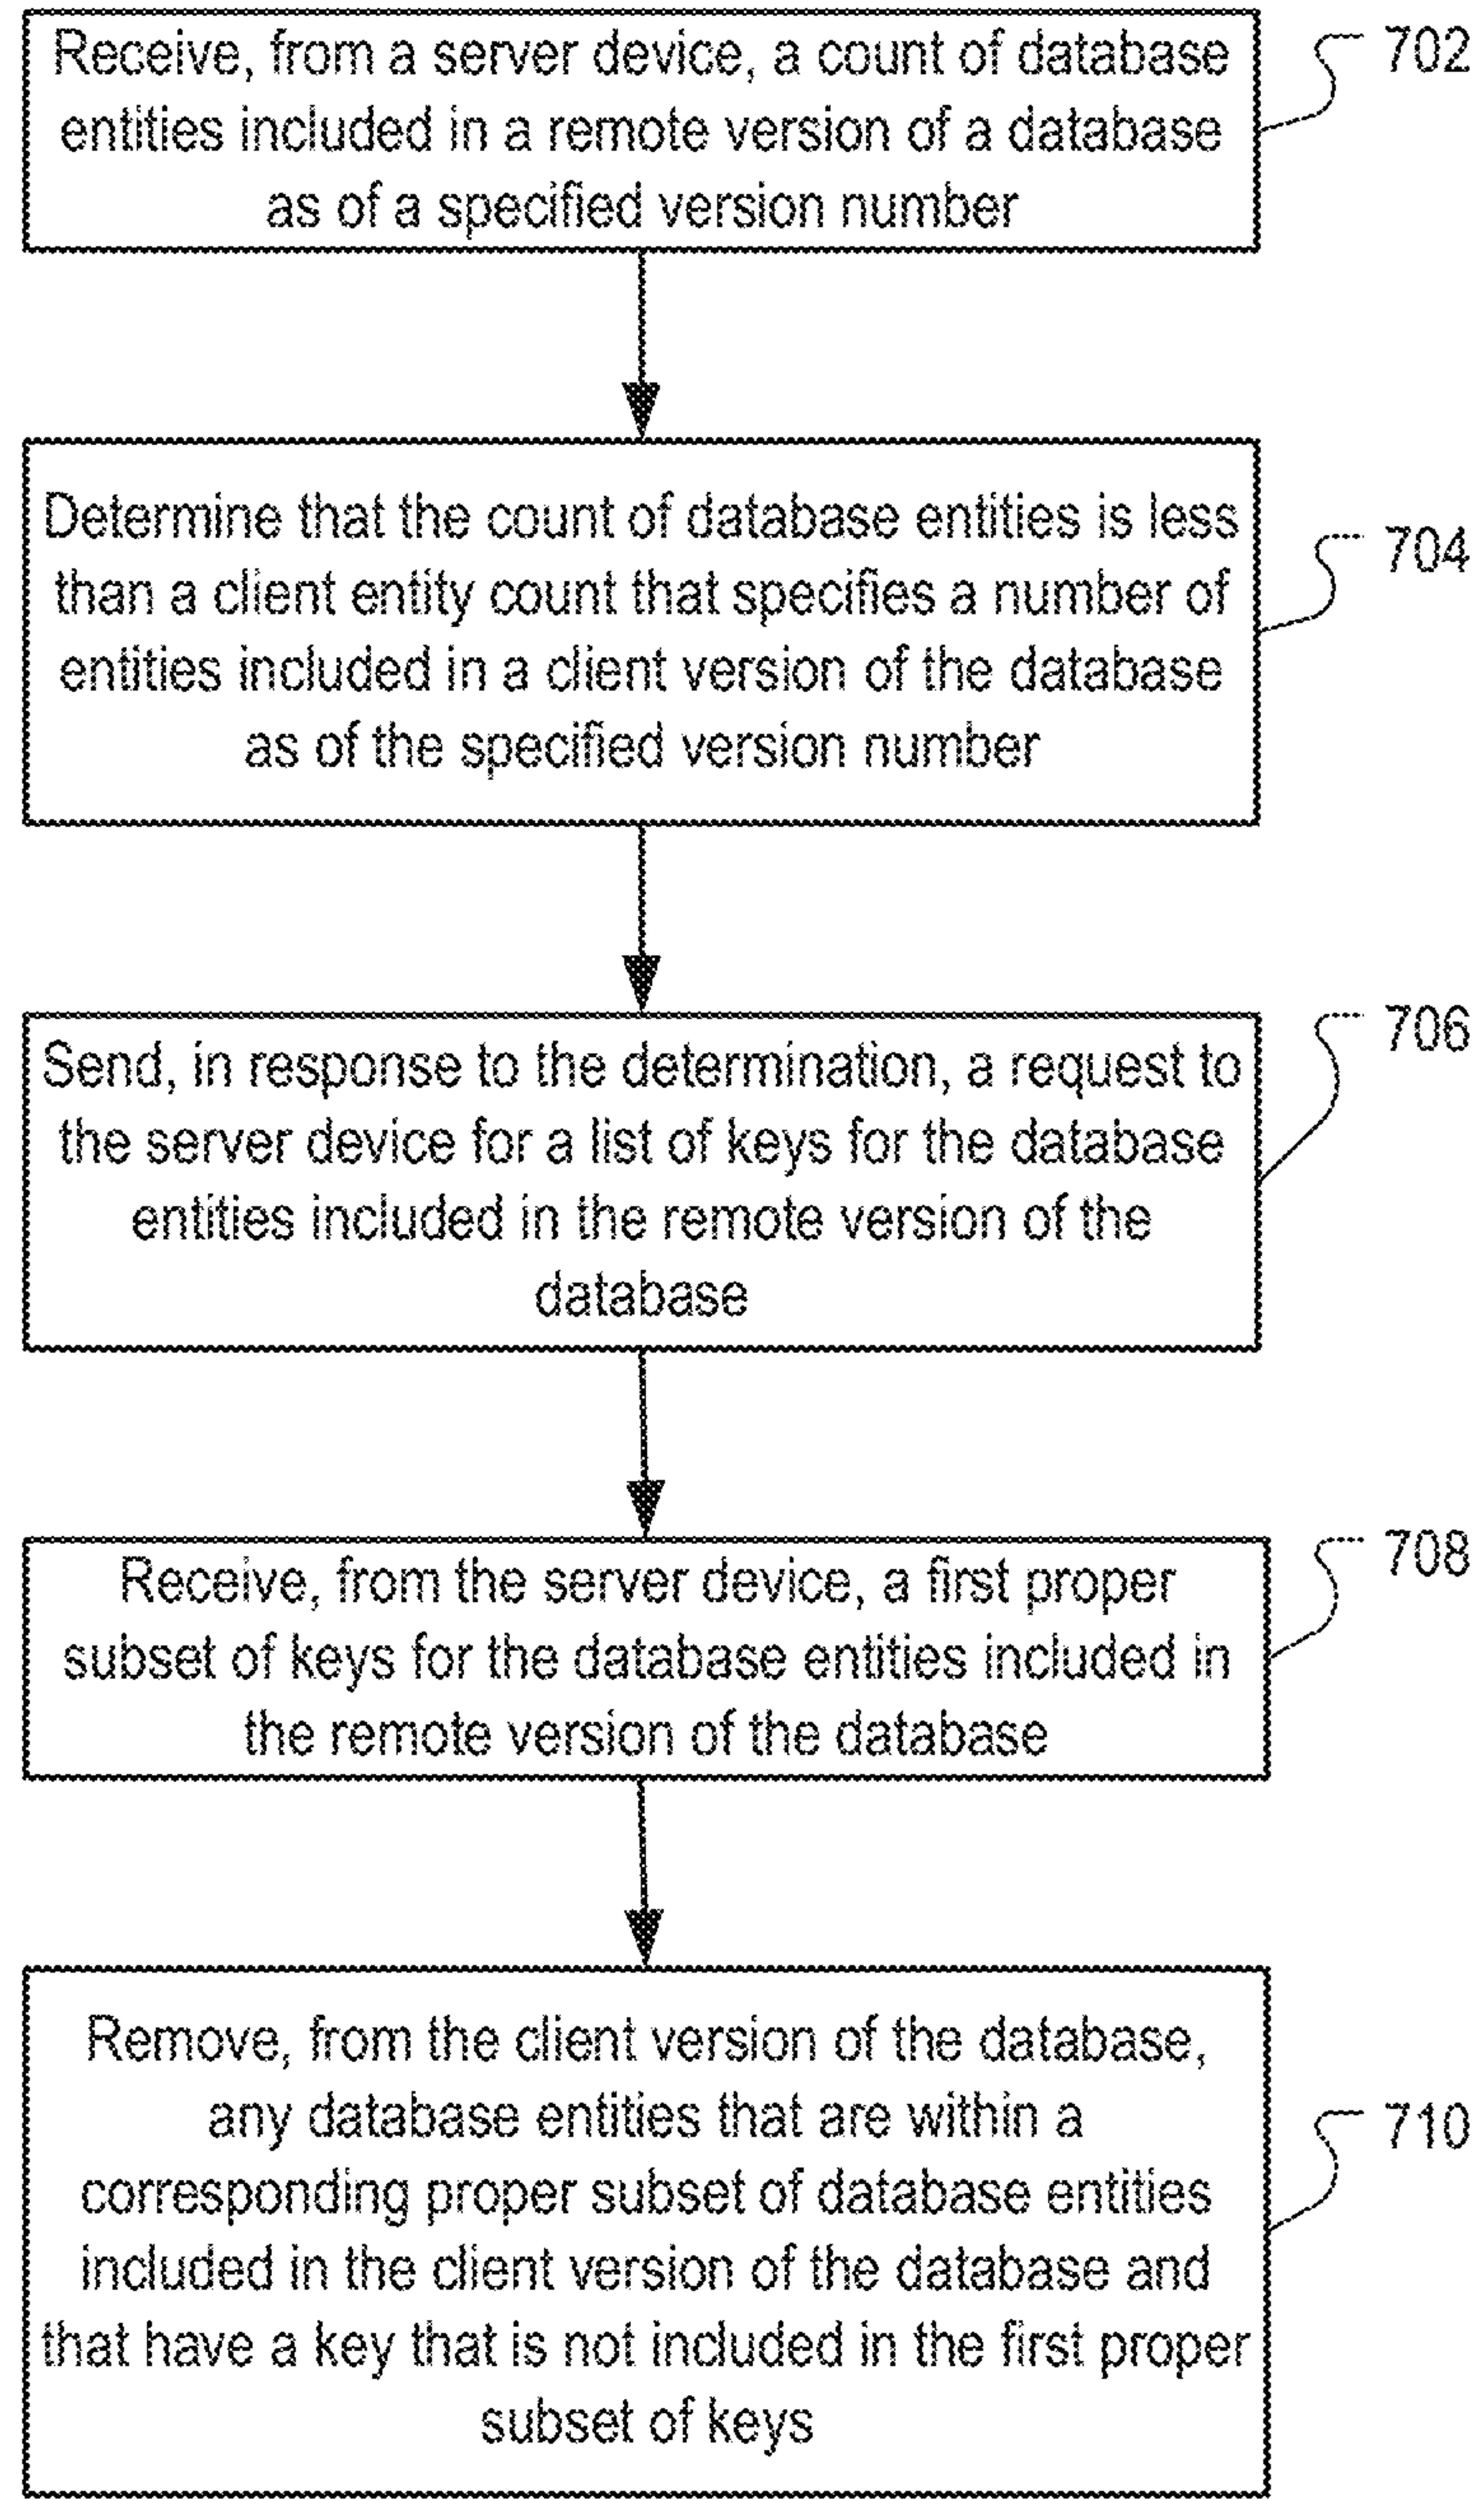 Receive, from a server device, a count of database
entities included in a remote version of a database
as of a specified version number
702
Determine that the count of database entities is less
than a client entity count that specifies a number of
entities included in a client version of the database
as of the specified version number
704
Send, in response to the determination, a request to
the server device for a list of keys for the database
entities included in the remote version of the
database
706
Receive, from the server device, a first proper
subset of keys for the database entities included in
the remote version of the database
708
Remove, from the client version of the database,
any database entities that are within a
corresponding proper subset of database entities
included in the client version of the database and
that have a key that is not included in the first proper
subset of keys
710